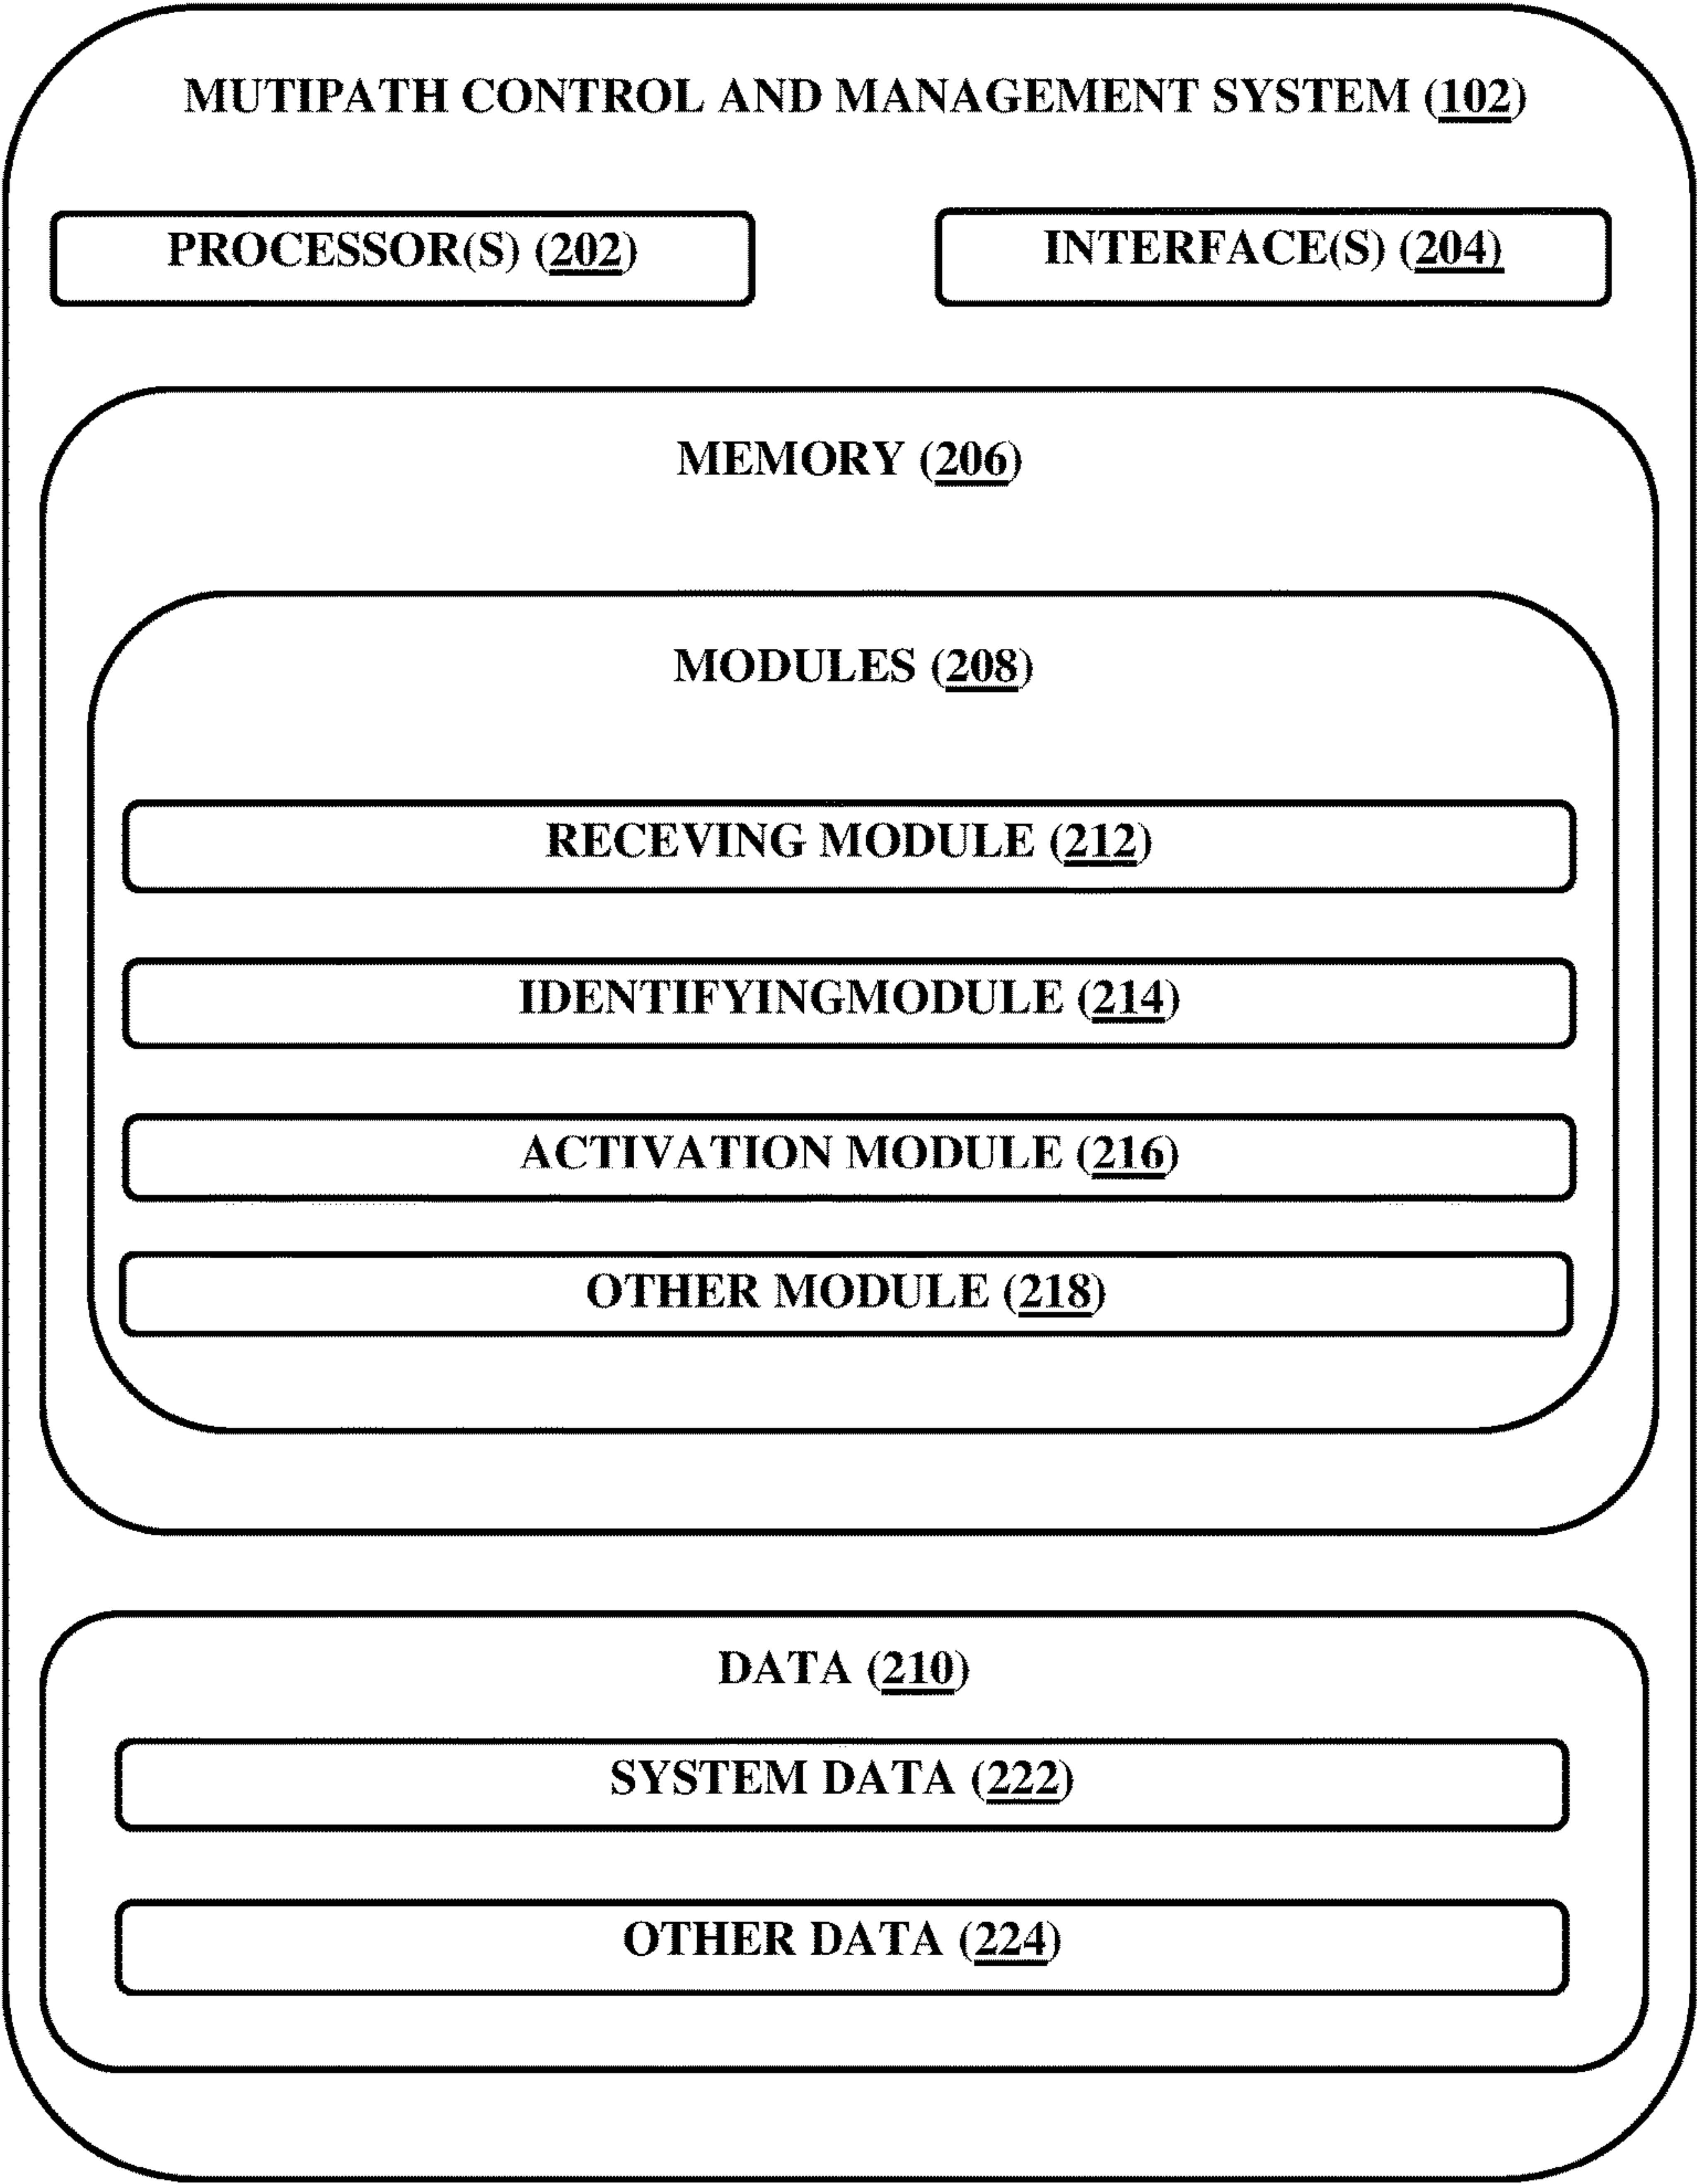 MUTIPATH CONTROL AND MANAGEMENT SYSTEM (102)
PROCESSOR(S) (202)
INTERFACE(S) (204)
MEMORY (206)
MODULES (208)
RECEVING MODULE (212)
IDENTIFYINGMODULE (214)
ACTIVATION MODULE (216)
OTHER MODULE (218)
DATA (210)
SYSTEM DATA (222)
OTHER DATA (224)